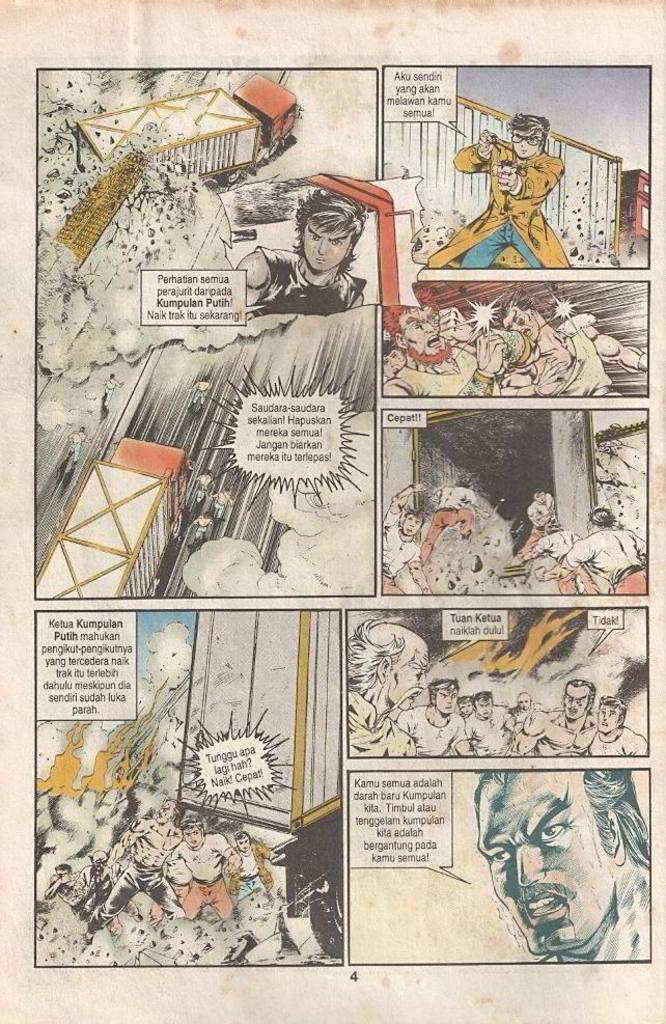 Perhatian semua
perajurit daripada
Kumpulan Putih!
Naik trak itu sekarang!
Saudara-saudara
sekalian! Hapuskan
mereka semua!
Jangan biarkan
mereka itu terlepas!
Aku sendiri
yang akan
melawan kamu
semua!
Cepat!!
Ketua Kumpulan
Putih mahukan
pengikut-pengikutnya
yang tercedera naik
trak itu terlebih
dahulu meskipun dia
sendiri sudah luka
parah.
Tunggu apa
lagi hah?
Naik! Cepat!
Tuan Ketua
naiklah dulu!
Tidak!
Kamu semua adalah
darah baru Kumpulan
kita. Timbul atau
tenggelam kumpulan
kita adalah
bergantung pada
kamu semua!
4